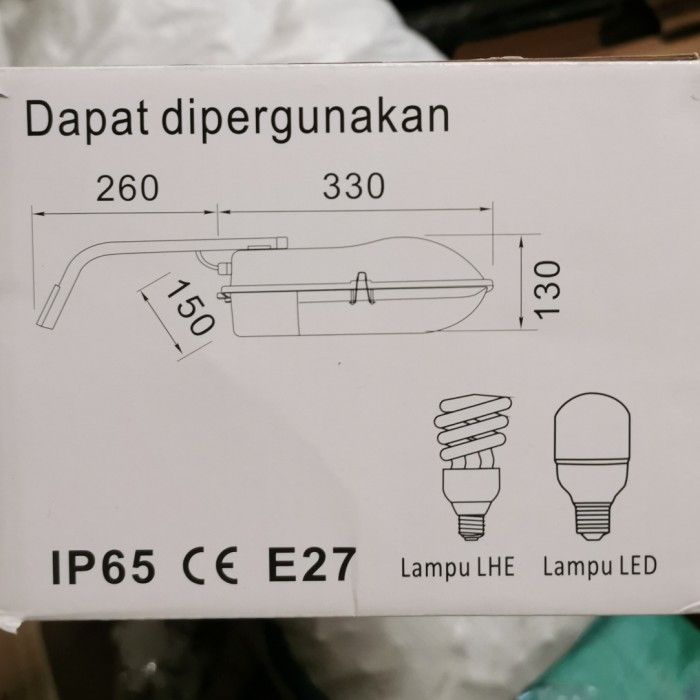 Dapat dipergunakan
260
330
150
130
Lampu LHE
Lampu LED
IP65 CE E27